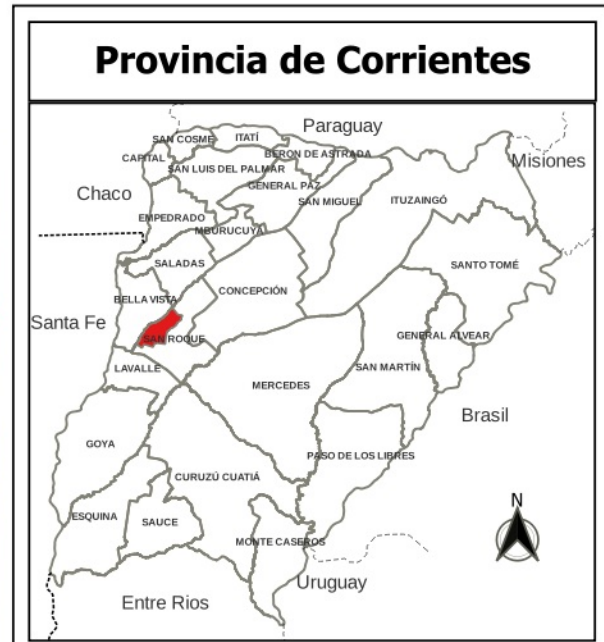 Provincia de Corrientes
Paraguay
SAN COSME
ITATÍ
CAPITAL
SAN LUIS DEL PALMAR
BERON DE ASTRADA
Misiones
GENERAL PAZ
Chaco
SAN MIGUEL
ITUZAINGÓ
EMPEDRADO
MBURUCUYA
SALADAS
SANTO TOMÉ
CONCEPCIÓN
BELLA VISTA
Santa Fe
SAN ROQUE
GENERAL ALVEAR
LAVALLE
SAN MARTÍN
MERCEDES
Brasil
GOYA
PASO DE LOS LIBRES
CURUZÚ CUATIÁ
ESQUINA
SAUCE
N
MONTE CASEROS
Uruguay
Entre Rios